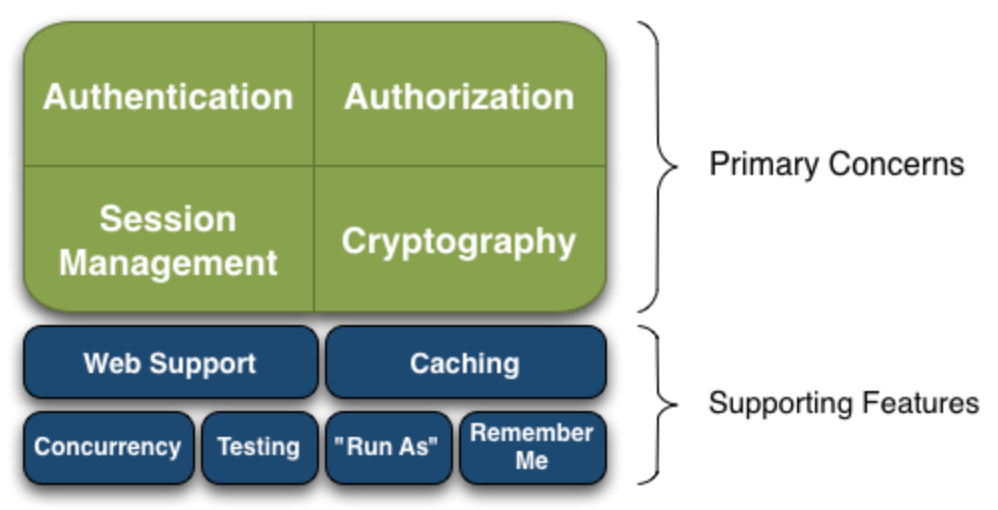 Authentication
Authorization
Session
Management
Cryptography
Primary Concerns
Web Support
Caching
Concurrency
Testing
"Run As"
Remember
Me
Supporting Features